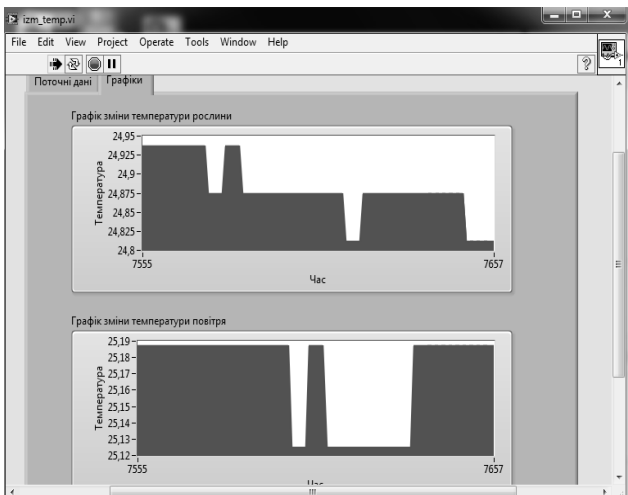 izm_temp.vi
File Edit View Project Operate Tools Window Help
Поточні дані Графіки
Графік зміни температури рослини
Температура
24,95
24,925
24,9
24,875
24,85
24,825
24,8
7555 7657
Час
Графік зміни температури повітря
Температура
25,19
25,18
25,17
25,16
25,15
25,14
25,13
25,12
7555 7657
Час